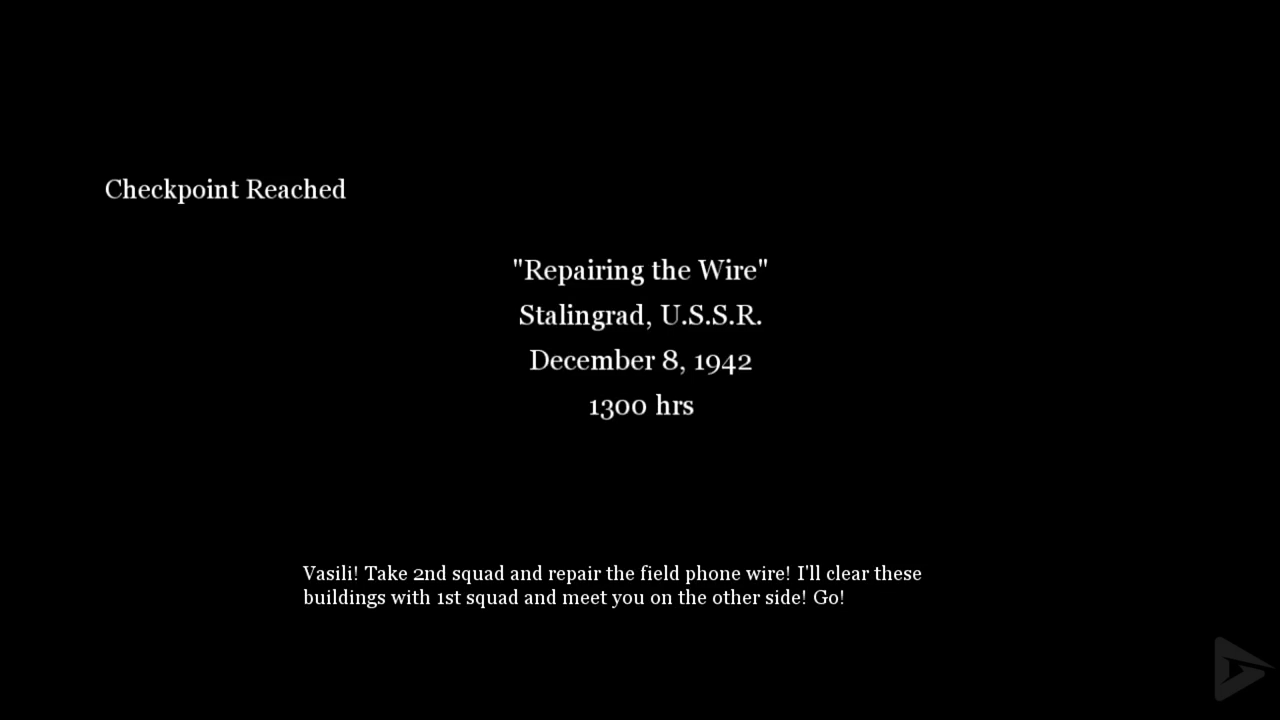 Checkpoint Reached
"Repairing the Wire"
Stalingrad, U.S.S.R.
December 8, 1942
1300 hrs
Vasili! Take 2nd squad and repair the field phone wire! I'll clear these
buildings with 1st squad and meet you on the other side! Go!